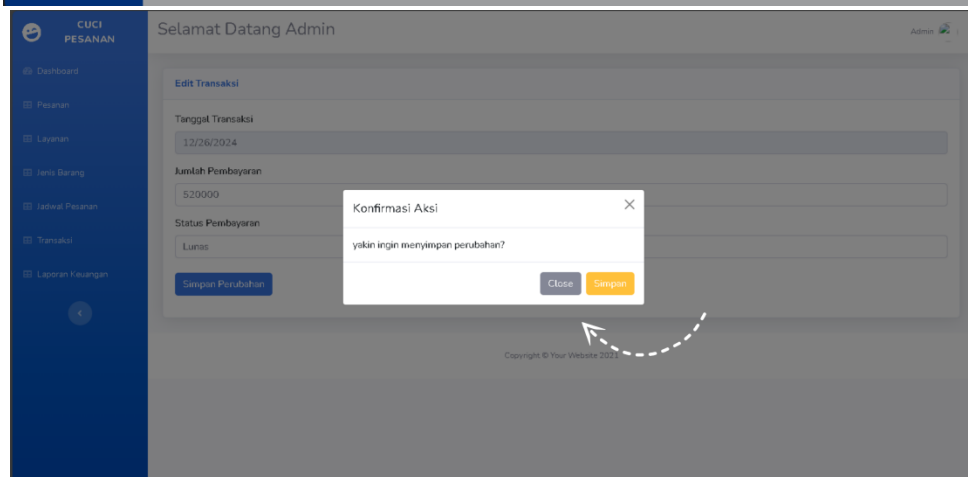 CUCI
PESANAN
Selamat Datang Admin
Admin
Dashboard
Pesanan
Layanan
Jenis Barang
Jadwal Pesanan
Transaksi
Laporan Keuangan
Edit Transaksi
Tanggal Transaksi
12/26/2024
Jumlah Pembayaran
520000
Status Pembayaran
Lunas
Simpan Perubahan
Konfirmasi Aksi
yakin ingin menyimpan perubahan?
Close
Simpan
Copyright © Your Website 2021